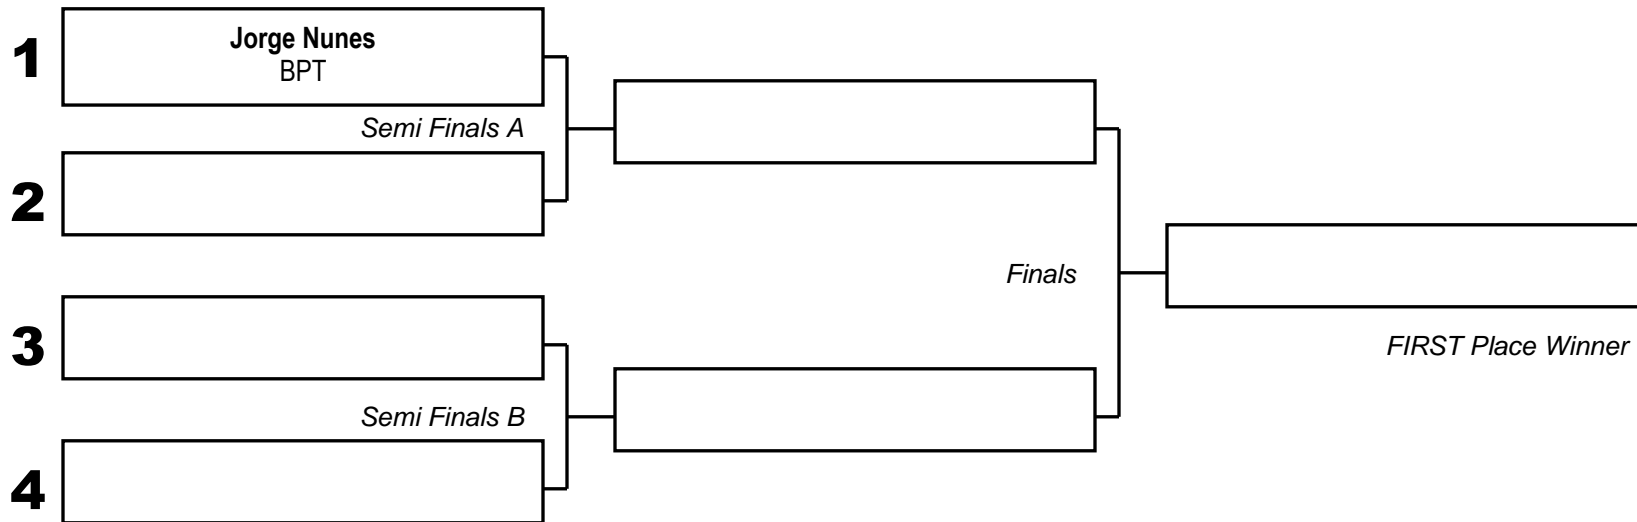 1
Jorge Nunes
BPT
Semi Finals A
2
Finals
3
FIRST Place Winner
Semi Finals B
4